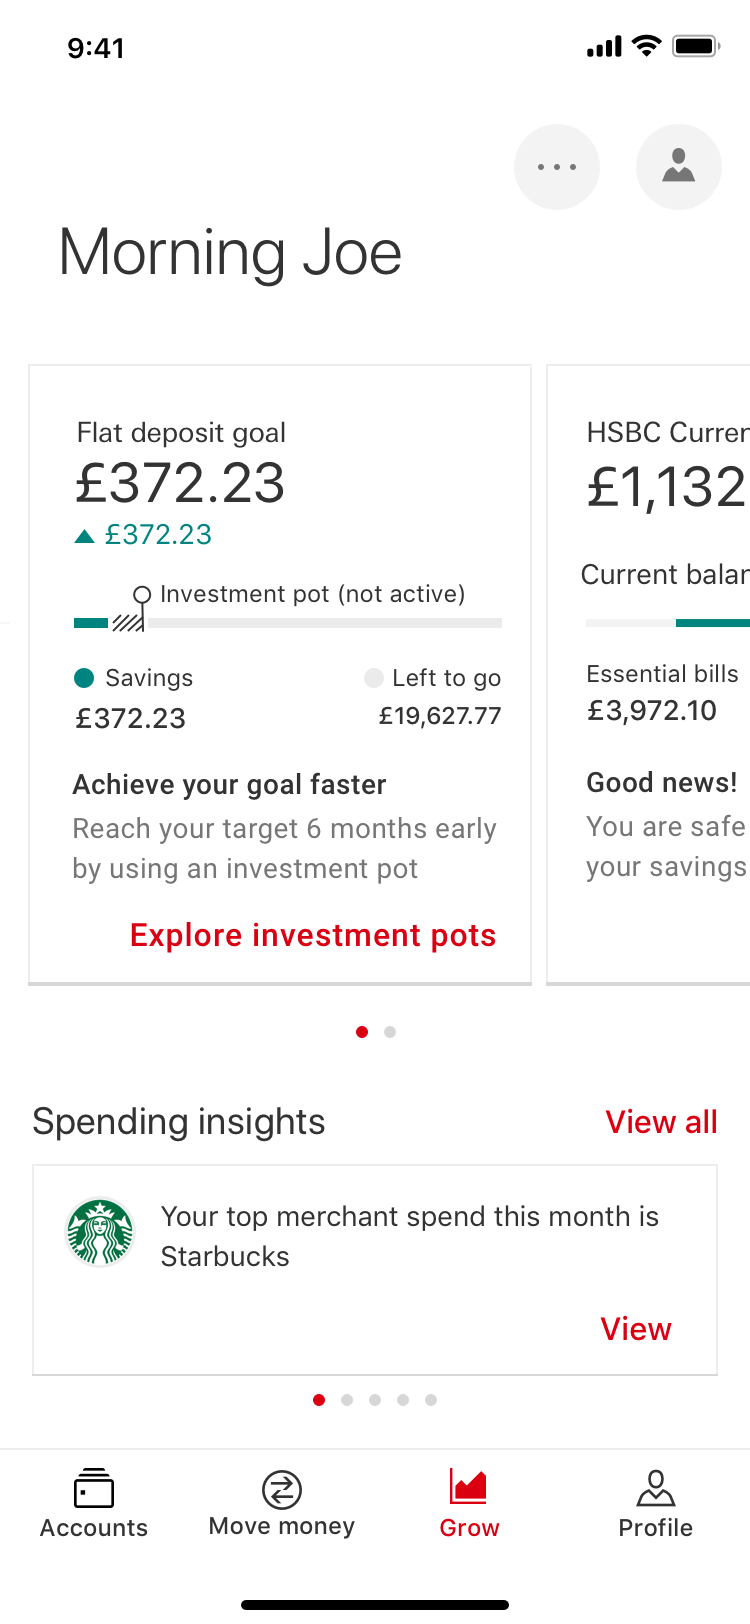 9:41
Morning Joe
Flat deposit goal
£372.23
£372.23
Investment pot (not active)
Savings
£372.23
Left to go
£19,627.77
Achieve your goal faster
Reach your target 6 months early
by using an investment pot
Explore investment pots
HSBC
£1,132
Current
Essential bills
£3,972.10
Good news!
You are safe
your savings
Spending insights
View all
Your top merchant spend this month is
Starbucks
View
Accounts
Move money
Grow
Profile